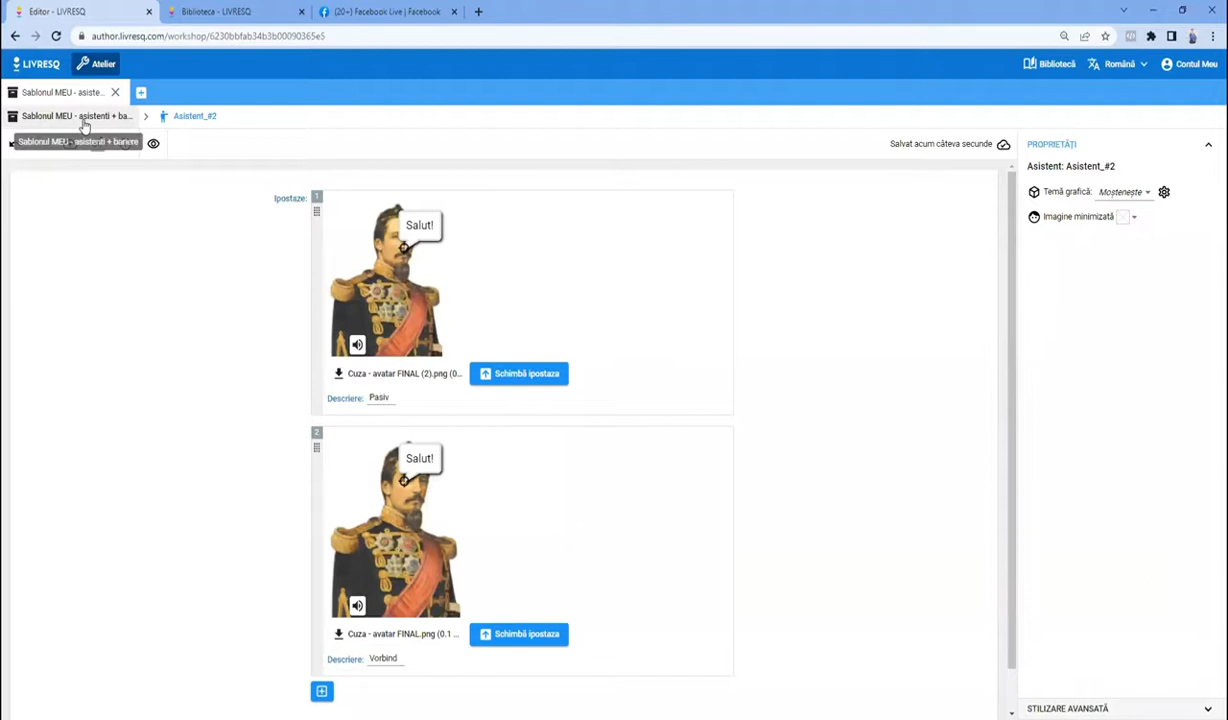 Editor - LIVRESQ
Biblioteca - LIVRESQ
(20+) Facebook Live | Facebook
author.livresq.com/workshop/6230bbfab34b3b00090365e5
LIVRESQ
Atelier
Bibliotecă
Română
Contul Meu
Sablonul MEU - asiste...
Sablonul MEU - asistenti + ba...
Asistent_#2
Sablonul MEU - asistenti + banere
Salvat acum câteva secunde
PROPRIETĂȚI
Asistent: Asistent_#2
Temă grafică:
Moștenește
Imagine minimizată
Ipostaze:
1
Salut!
Cuza - avatar FINAL (2).png (0...
Schimbă ipostaza
Descriere:
Pasiv
2
Salut!
Cuza - avatar FINAL.png (0.1 ...
Schimbă ipostaza
Descriere:
Vorbind
STILIZARE AVANSATĂ